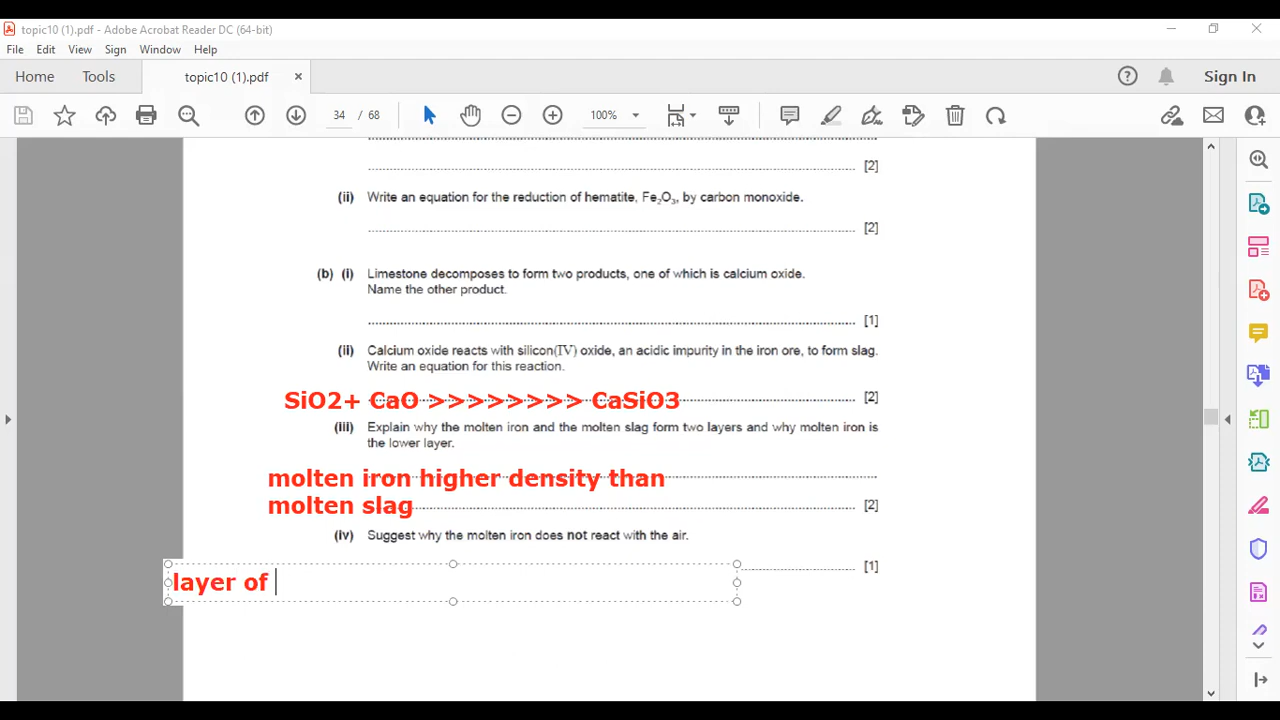 topic10 (1).pdf - Adobe Acrobat Reader DC (64-bit)
File Edit View Sign Window Help
Home Tools topic10 (1).pdf × Sign In
34 / 68 100%
[2]
(ii) Write an equation for the reduction of hematite, Fe₂O₃, by carbon monoxide.
[2]
(b) (i) Limestone decomposes to form two products, one of which is calcium oxide.
Name the other product.
[1]
(ii) Calcium oxide reacts with silicon(IV) oxide, an acidic impurity in the iron ore, to form slag.
Write an equation for this reaction.
SiO2+ CaO >>>>>>>> CaSiO3 [2]
(iii) Explain why the molten iron and the molten slag form two layers and why molten iron is
the lower layer.
molten iron higher density than
molten slag [2]
(iv) Suggest why the molten iron does not react with the air.
[1]
layer of